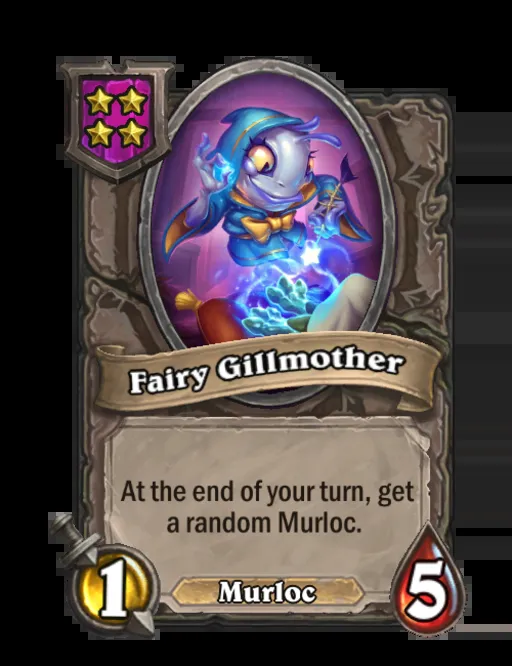 Fairy Gillmother
At the end of your turn, get
a random Murloc.
1
Murloc
5